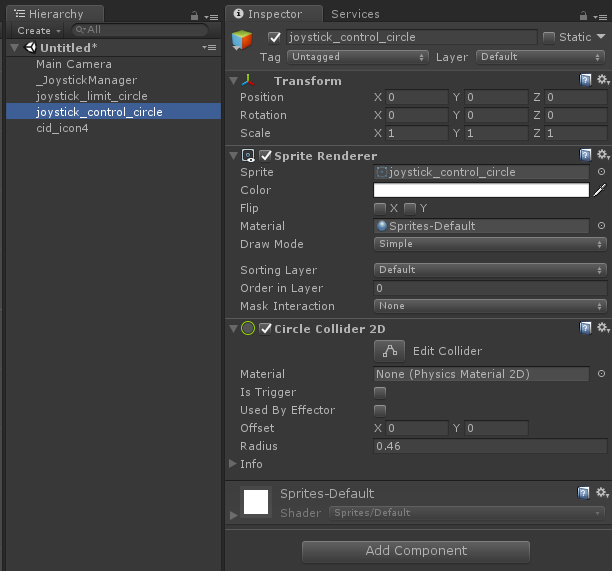 Hierarchy
Create All
Untitled*
Main Camera
_JoystickManager
joystick_limit_circle
joystick_control_circle
cid_icon4
Inspector Services
joystick_control_circle Static
Tag Untagged Layer Default
Transform
Position X 0 Y 0 Z 0
Rotation X 0 Y 0 Z 0
Scale X 1 Y 1 Z 1
Sprite Renderer
Sprite joystick_control_circle
Color
Flip X Y
Material Sprites-Default
Draw Mode Simple
Sorting Layer Default
Order in Layer 0
Mask Interaction None
Circle Collider 2D
Edit Collider
Material None (Physics Material 2D)
Is Trigger
Used By Effector
Offset X 0 Y 0
Radius 0.46
Info
Sprites-Default
Shader Sprites/Default
Add Component